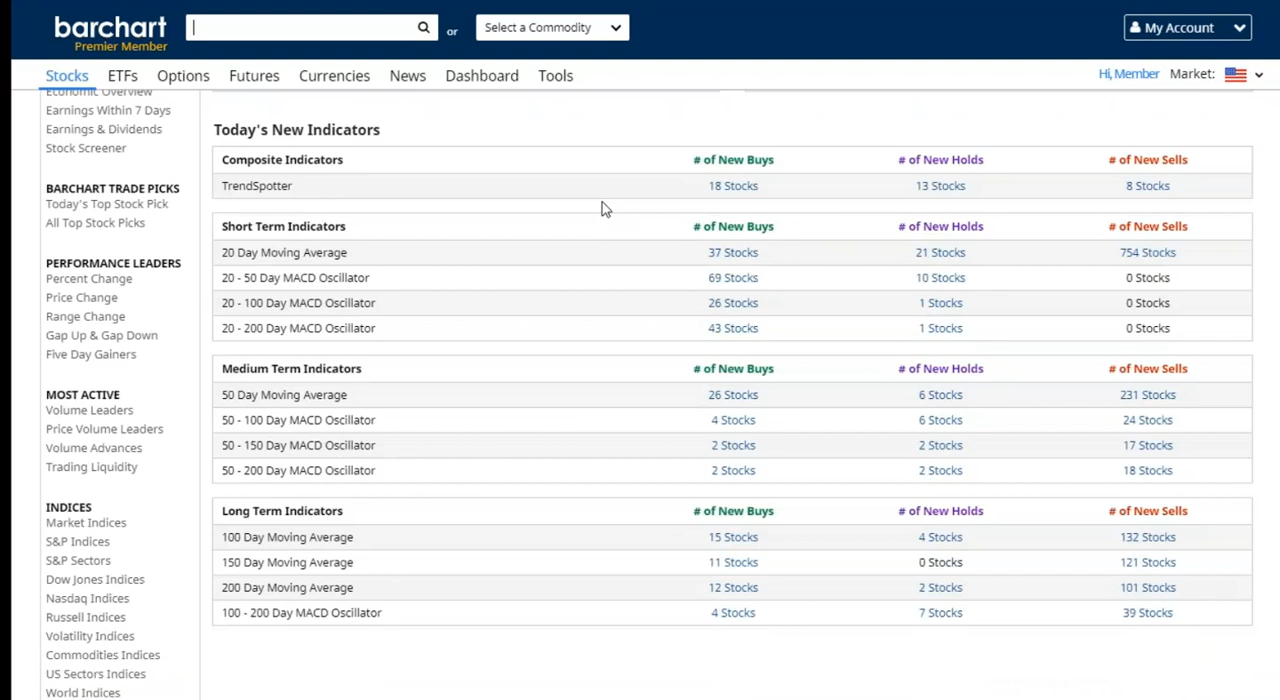 barchart
Premier Member
or
Select a Commodity
My Account
Stocks ETFs Options Futures Currencies News Dashboard Tools
Hi, Member Market:
Economic Overview
Earnings Within 7 Days
Earnings & Dividends
Stock Screener
BARCHART TRADE PICKS
Today's Top Stock Pick
All Top Stock Picks
PERFORMANCE LEADERS
Percent Change
Price Change
Range Change
Gap Up & Gap Down
Five Day Gainers
MOST ACTIVE
Volume Leaders
Price Volume Leaders
Volume Advances
Trading Liquidity
INDICES
Market Indices
S&P Indices
S&P Sectors
Dow Jones Indices
Nasdaq Indices
Russell Indices
Volatility Indices
Commodities Indices
US Sectors Indices
World Indices
Today's New Indicators
Composite Indicators # of New Buys # of New Holds # of New Sells
TrendSpotter 18 Stocks 13 Stocks 8 Stocks
Short Term Indicators # of New Buys # of New Holds # of New Sells
20 Day Moving Average 37 Stocks 21 Stocks 754 Stocks
20 - 50 Day MACD Oscillator 69 Stocks 10 Stocks 0 Stocks
20 - 100 Day MACD Oscillator 26 Stocks 1 Stocks 0 Stocks
20 - 200 Day MACD Oscillator 43 Stocks 1 Stocks 0 Stocks
Medium Term Indicators # of New Buys # of New Holds # of New Sells
50 Day Moving Average 26 Stocks 6 Stocks 231 Stocks
50 - 100 Day MACD Oscillator 4 Stocks 6 Stocks 24 Stocks
50 - 150 Day MACD Oscillator 2 Stocks 2 Stocks 17 Stocks
50 - 200 Day MACD Oscillator 2 Stocks 2 Stocks 18 Stocks
Long Term Indicators # of New Buys # of New Holds # of New Sells
100 Day Moving Average 15 Stocks 4 Stocks 132 Stocks
150 Day Moving Average 11 Stocks 0 Stocks 121 Stocks
200 Day Moving Average 12 Stocks 2 Stocks 101 Stocks
100 - 200 Day MACD Oscillator 4 Stocks 7 Stocks 39 Stocks